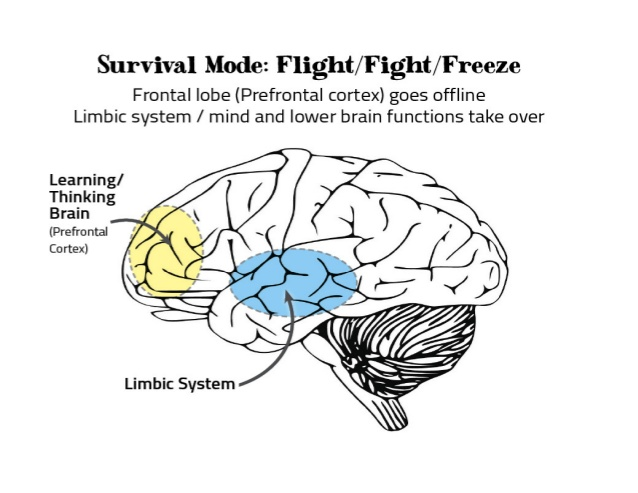 Survival Mode: Flight/Fight/Freeze
Frontal lobe (Prefrontal cortex) goes offline
Limbic system / mind and lower brain functions take over
Learning/
Thinking
Brain
(Prefrontal
Cortex)
Limbic System